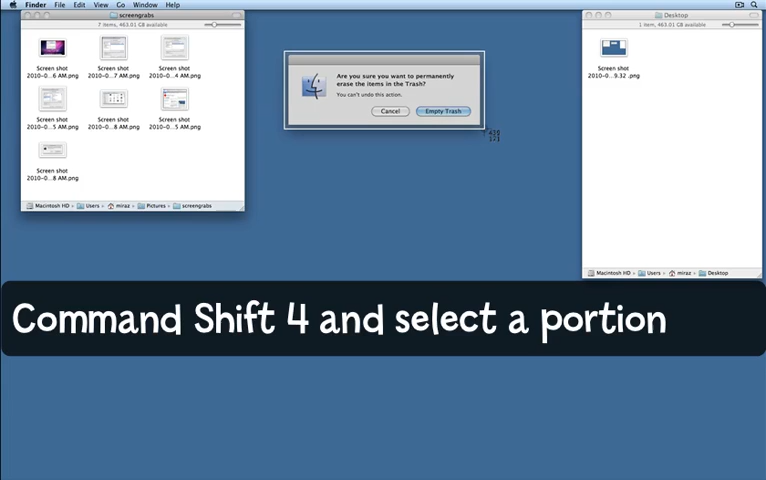 Finder File Edit View Go Window Help
screengrabs
7 items, 463.01 GB available
Screen shot
2010-0...6 AM.png
Screen shot
2010-0...7 AM.png
Screen shot
2010-0...4 AM.png
Screen shot
2010-0...5 AM.png
Screen shot
2010-0...8 AM.png
Screen shot
2010-0...5 AM.png
Screen shot
2010-0...8 AM.png
Macintosh HD Users miraz Pictures screengrabs
Are you sure you want to permanently
erase the items in the Trash?
You can't undo this action.
Cancel Empty Trash
Desktop
1 item, 463.01 GB available
Screen shot
2010-0...9.32 .png
Macintosh HD Users miraz Desktop
Command Shift 4 and select a portion